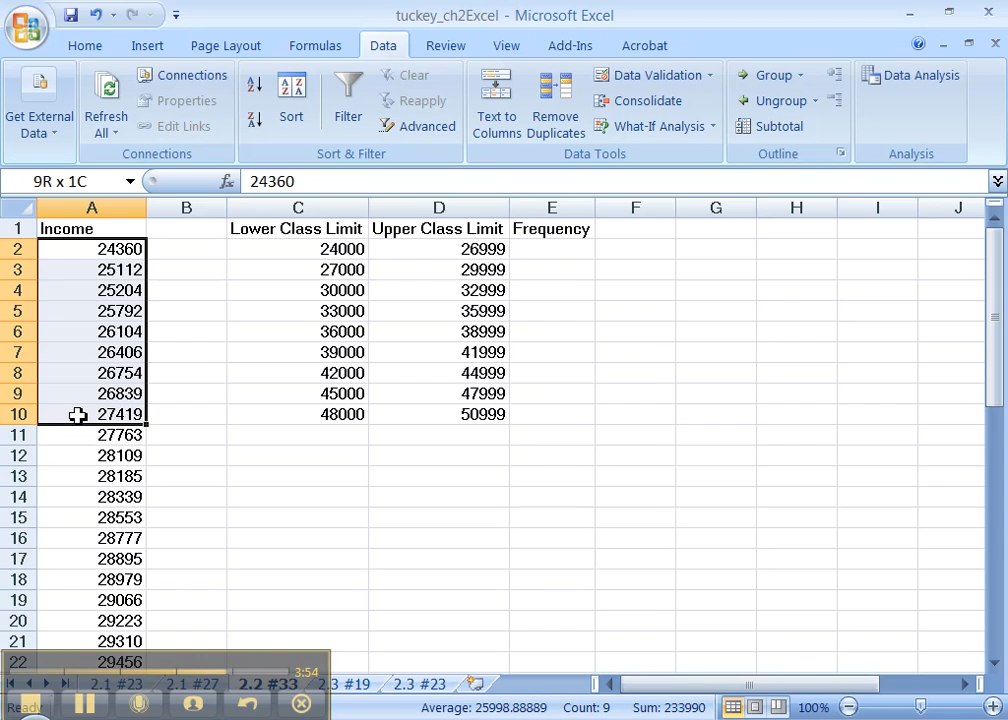 tuckey_ch2Excel - Microsoft Excel
Home Insert Page Layout Formulas Data Review View Add-Ins Acrobat
Get External Data
Refresh All
Connections
Properties
Edit Links
Connections
Sort
Filter
Clear
Reapply
Advanced
Sort & Filter
Text to Columns
Remove Duplicates
Data Validation
Consolidate
What-If Analysis
Data Tools
Group
Ungroup
Subtotal
Outline
Data Analysis
Analysis
9R x 1C fx 24360
A B C D E F G H I J
1 Income Lower Class Limit Upper Class Limit Frequency
2 24360 24000 26999
3 25112 27000 29999
4 25204 30000 32999
5 25792 33000 35999
6 26104 36000 38999
7 26406 39000 41999
8 26754 42000 44999
9 26839 45000 47999
10 27419 48000 50999
11 27763
12 28109
13 28185
14 28339
15 28553
16 28777
17 28895
18 28979
19 29066
20 29223
21 29310
22 29456
3:54
2.1 #23 2.1 #27 2.2 #33 2.3 #19 2.3 #23
Ready Average: 25998.88889 Count: 9 Sum: 233990 100%